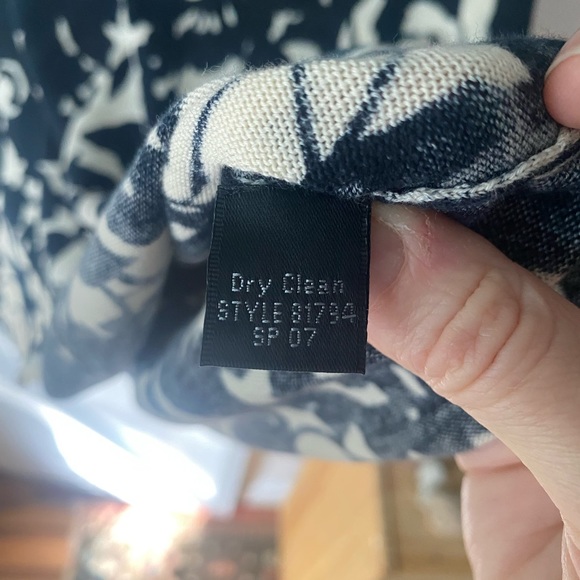 Dry Clean
STYLE 81794
SP 07